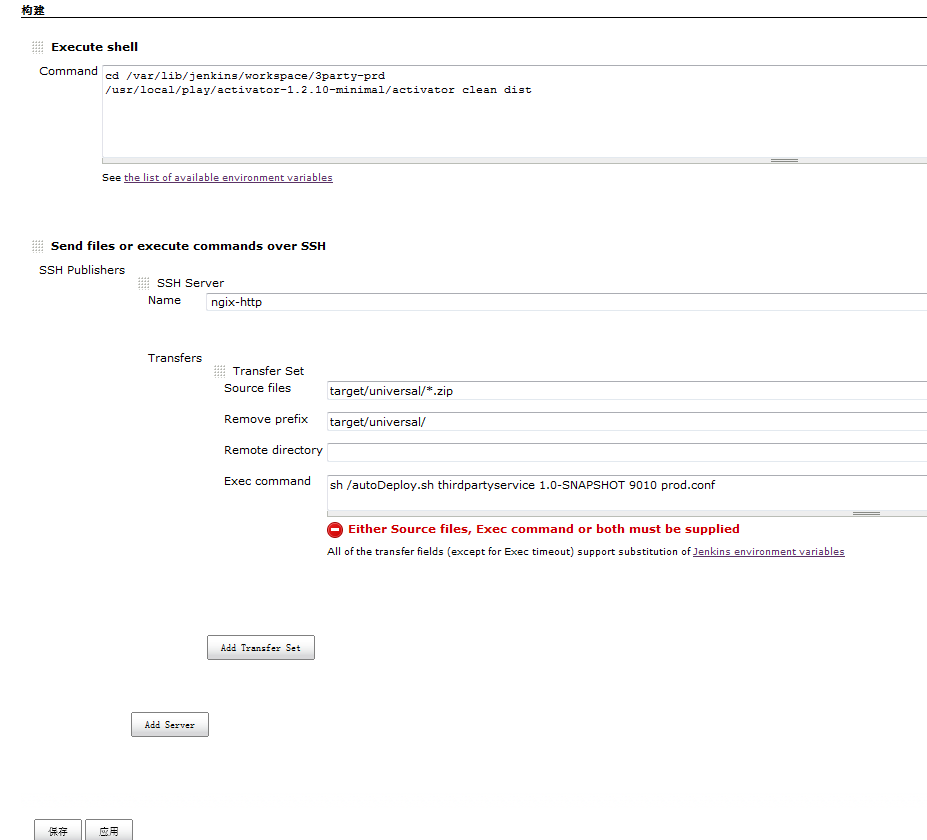 构建
Execute shell
Command
cd /var/lib/jenkins/workspace/3party-prd
/usr/local/play/activator-1.2.10-minimal/activator clean dist
See the list of available environment variables
Send files or execute commands over SSH
SSH Publishers
SSH Server
Name
ngix-http
Transfers
Transfer Set
Source files
target/universal/*.zip
Remove prefix
target/universal/
Remote directory
Exec command
sh /autoDeploy.sh thirdpartyservice 1.0-SNAPSHOT 9010 prod.conf
Either Source files, Exec command or both must be supplied
All of the transfer fields (except for Exec timeout) support substitution of Jenkins environment variables
Add Transfer Set
Add Server
保存
应用